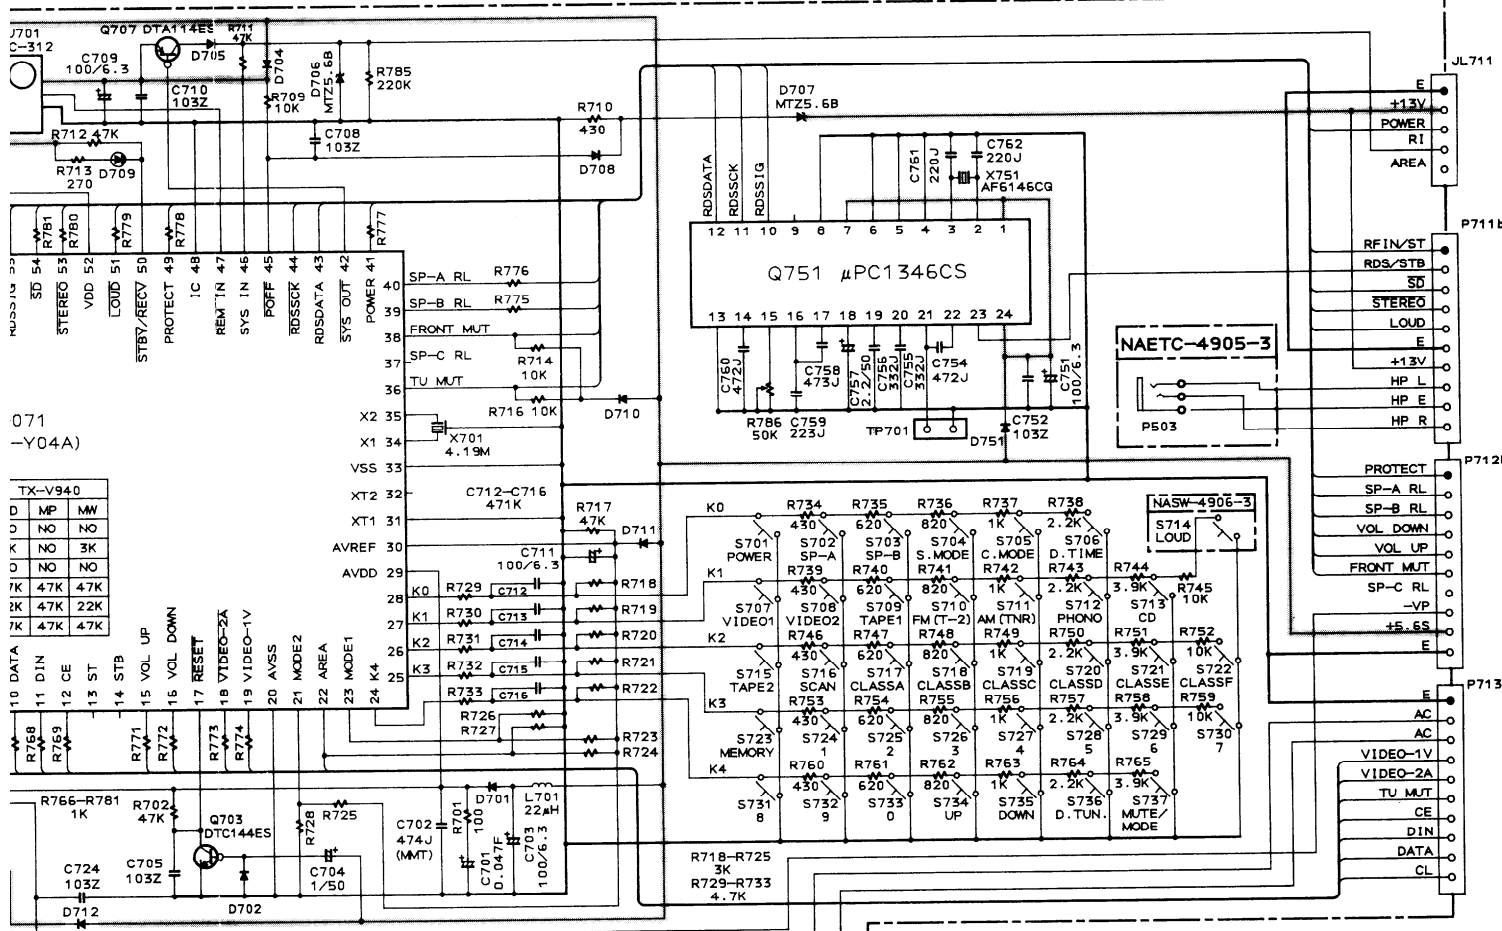 Q707 DTA114ES
R711
47K
J701
C-312
C709
100/6.3
D705
D704
D706
MTZ5.6B
R785
220K
C710
103Z
R709
10K
R710
430
D707
MTZ5.6B
JL711
E
+13V
POWER
RI
AREA
R712 47K
C708
103Z
R713
270
D709
D708
RDSDATA
RDSSCK
RDSSIG
C761
220J
C762
220J
X751
AF6146CG
R781
R780
R779
R778
R777
12 11 10 9 8 7 6 5 4 3 2 1
Q751 μPC1346CS
13 14 15 16 17 18 19 20 21 22 23 24
54 53 52 51 50 49 48 47 46 45 44 43 42 41
RDSSIG
SD
STEREO
VDD
LOUD
STBY/RECV
PROTECT
IC
REM IN
SYS IN
POFF
RDSSCK
RDSDATA
SYS OUT
POWER
40 SP-A RL R776
39 SP-B RL R775
38 FRONT MUT
37 SP-C RL
R714
10K
36 TU MUT
R716 10K
D710
X2 35
X1 34
X701
4.19M
VSS 33
XT2 32
XT1 31
AVREF 30
AVDD 29
C712-C716
471K
R717
47K
D711
C711
100/6.3
C760
472J
R786
50K
C758
473J
C759
223J
C757
2.2/50
C756
332J
C755
332J
C754
472J
C751
100/6.3
C752
103Z
D751
TP701
P711b
RFIN/ST
RDS/STB
SD
STEREO
LOUD
E
+13V
HP L
HP E
HP R
NAETC-4905-3
P503
P712b
PROTECT
SP-A RL
SP-B RL
VOL DOWN
VOL UP
FRONT MUT
SP-C RL
-VP
+5.6S
E
071
-Y04A)
TX-V940
D MP MW
O NO NO
K NO 3K
O NO NO
7K 47K 47K
2K 47K 22K
7K 47K 47K
28 K0 R729 C712 R718
27 K1 R730 C713 R719
26 K2 R731 C714 R720
25 K3 R732 C715 R721
R733 C716 R722
R726
R727
R723
R724
K0
R734 R735 R736 R737 R738
430 620 820 1K 2.2K
S701 S702 S703 S704 S705 S706
POWER SP-A SP-B S.MODE C.MODE D.TIME
NASW-4906-3
S714
LOUD
K1
R739 R740 R741 R742 R743 R744 R745
430 620 820 1K 2.2K 3.9K 10K
S707 S708 S709 S710 S711 S712 S713
VIDEO1 VIDEO2 TAPE1 FM(T-2) AM(TNR) PHONO CD
K2
R746 R747 R748 R749 R750 R751 R752
430 620 820 1K 2.2K 3.9K 10K
S715 S716 S717 S718 S719 S720 S721 S722
TAPE2 SCAN CLASSA CLASSB CLASSC CLASSD CLASSE CLASSF
K3
R753 R754 R755 R756 R757 R758 R759
430 620 820 1K 2.2K 3.9K 10K
S723 S724 S725 S726 S727 S728 S729 S730
MEMORY 1 2 3 4 5 6 7
K4
R760 R761 R762 R763 R764 R765
430 620 820 1K 2.2K 3.9K
S731 S732 S733 S734 S735 S736 S737
8 9 0 UP DOWN D.TUN. MUTE/
MODE
10 DATA
11 DIN
12 CE
13 ST
14 STB
15 VOL UP
16 VOL DOWN
17 RESET
18 VIDEO-2A
19 VIDEO-1V
20 AVSS
21 MODE2
22 AREA
23 MODE1
24 K4
R768
R769
R771
R772
R773
R774
R766-R781
1K
R702
47K
Q703
DTC144ES
R728
R725
D701
L701
22μH
R701
100
C702
474J
(MMT)
C701
0.047F
C703
100/6.3
C724
103Z
C705
103Z
C704
1/50
D702
D712
R718-R725
3K
R729-R733
4.7K
P713
E
AC
AC
VIDEO-1V
VIDEO-2A
TU MUT
CE
DIN
DATA
CL